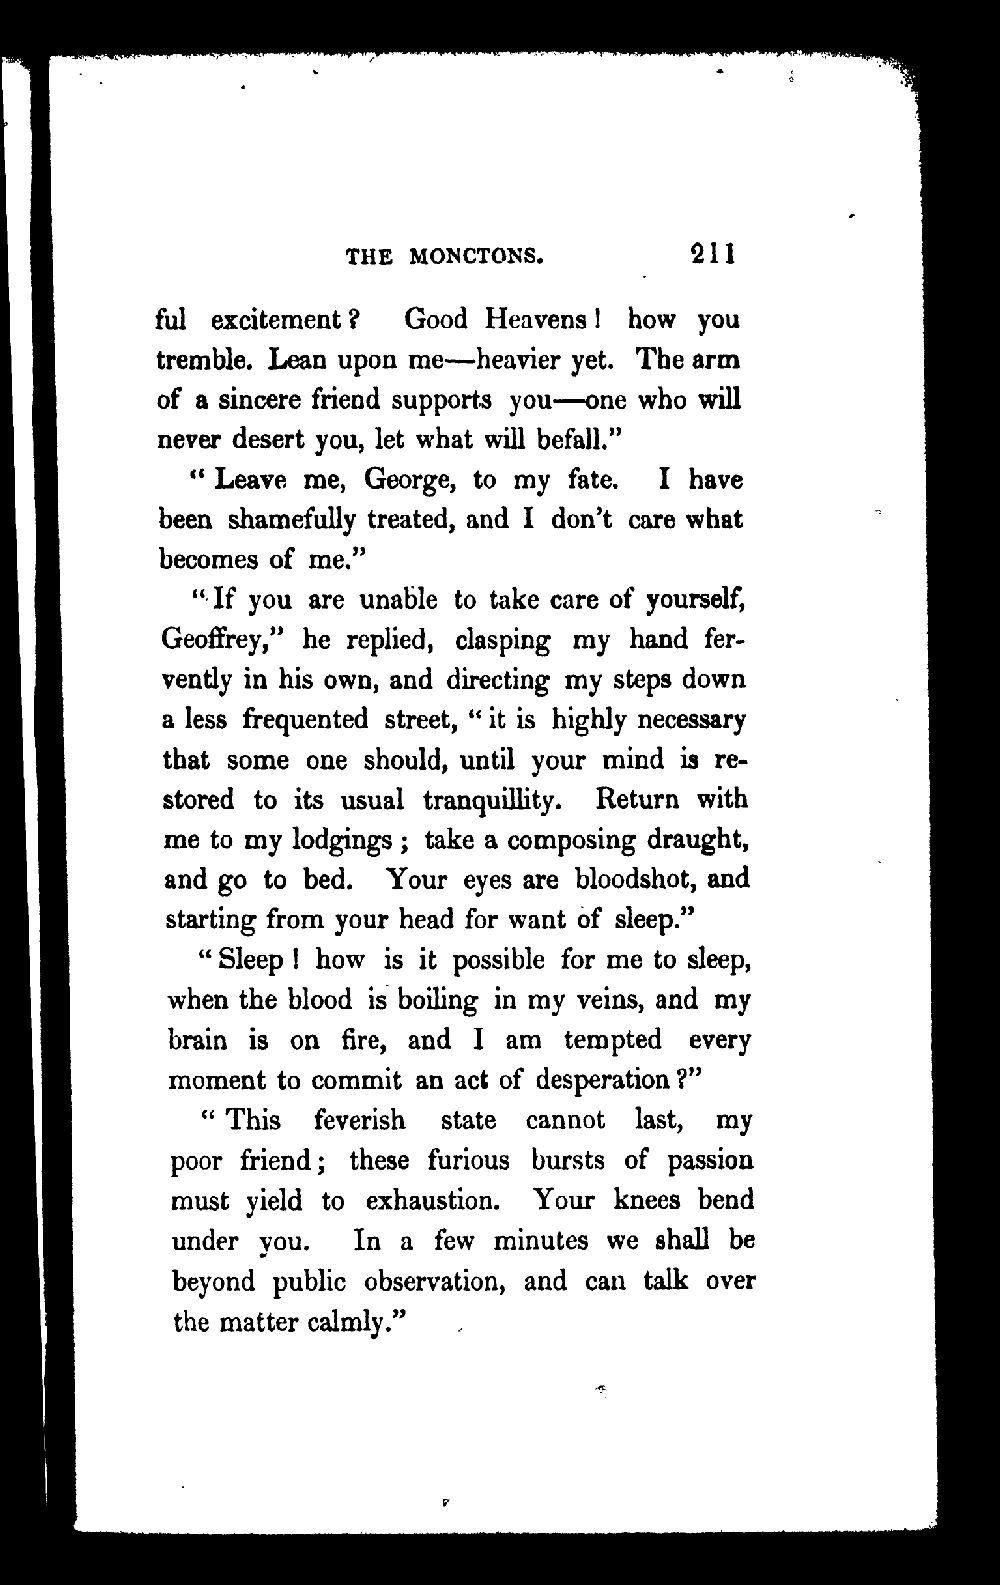 THE MONCTONS. 211
ful excitement? Good Heavens! how you
tremble. Lean upon me—heavier yet. The arm
of a sincere friend supports you—one who will
never desert you, let what will befall.”
“Leave me, George, to my fate. I have
been shamefully treated, and I don’t care what
becomes of me.”
“If you are unable to take care of yourself,
Geoffrey,” he replied, clasping my hand fer-
vently in his own, and directing my steps down
a less frequented street, “it is highly necessary
that some one should, until your mind is re-
stored to its usual tranquillity. Return with
me to my lodgings; take a composing draught,
and go to bed. Your eyes are bloodshot, and
starting from your head for want of sleep.”
“Sleep! how is it possible for me to sleep,
when the blood is boiling in my veins, and my
brain is on fire, and I am tempted every
moment to commit an act of desperation?”
“This feverish state cannot last, my
poor friend; these furious bursts of passion
must yield to exhaustion. Your knees bend
under you. In a few minutes we shall be
beyond public observation, and can talk over
the matter calmly.”